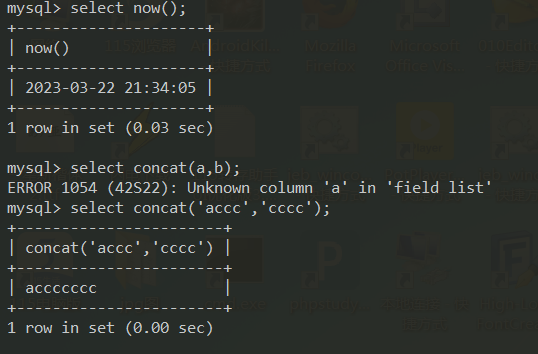 mysql> select now();
+---------------------+
| now()               |
+---------------------+
| 2023-03-22 21:34:05 |
+---------------------+
1 row in set (0.03 sec)
mysql> select concat(a,b);
ERROR 1054 (42S22): Unknown column 'a' in 'field list'
mysql> select concat('accc','cccc');
+-----------------------+
| concat('accc','cccc') |
+-----------------------+
| accccccc              |
+-----------------------+
1 row in set (0.00 sec)